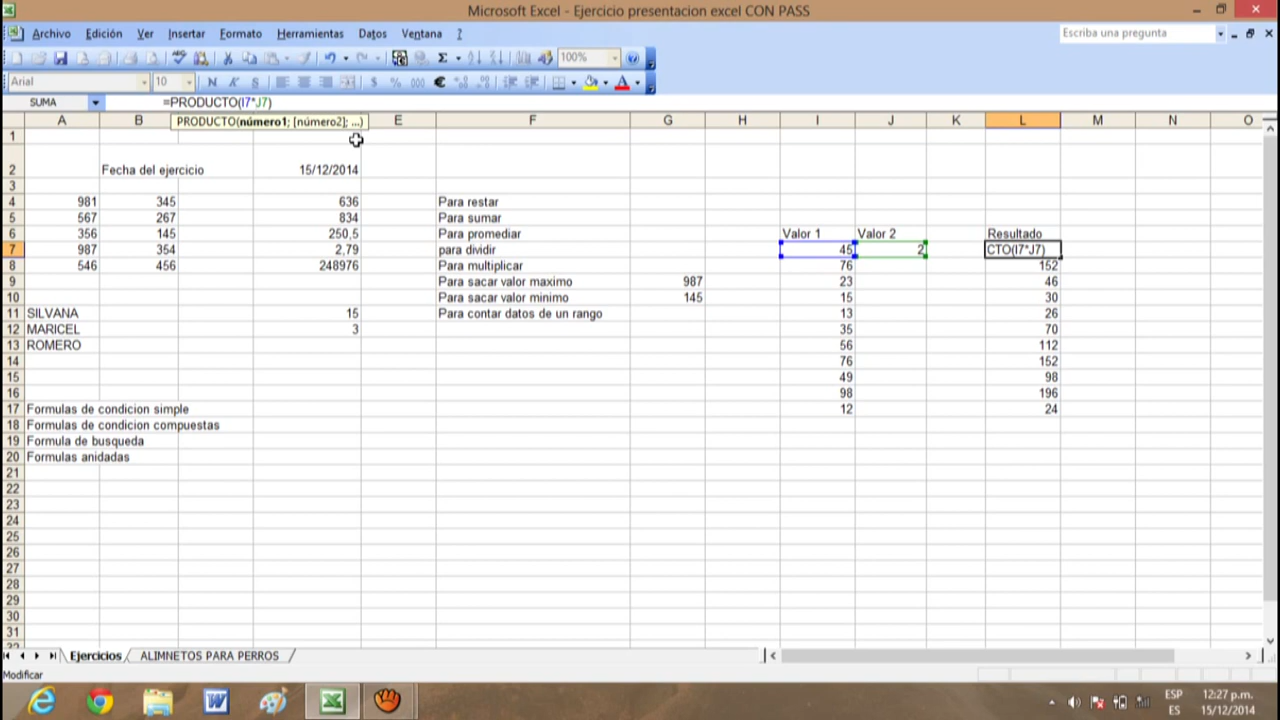 Microsoft Excel - Ejercicio presentacion excel CON PASS
Archivo Edición Ver Insertar Formato Herramientas Datos Ventana ? Escriba una pregunta
100%
Arial 10 N K S $ % 000 €
SUMA =PRODUCTO(I7*J7)
PRODUCTO(número1; [número2]; ...)
A B E F G H I J K L M N O
1
2 Fecha del ejercicio 15/12/2014
3
4 981 345 636 Para restar
5 567 267 834 Para sumar
6 356 145 250,5 Para promediar Valor 1 Valor 2 Resultado
7 987 354 2,79 para dividir 45 2 CTO(I7*J7)
8 546 456 248976 Para multiplicar 76 152
9 Para sacar valor maximo 987 23 46
10 Para sacar valor minimo 145 15 30
11 SILVANA 15 Para contar datos de un rango 13 26
12 MARICEL 3 35 70
13 ROMERO 56 112
14 76 152
15 49 98
16 98 196
17 Formulas de condicion simple 12 24
18 Formulas de condicion compuestas
19 Formula de busqueda
20 Formulas anidadas
21
22
23
24
25
26
27
28
29
30
31
32
Ejercicios ALIMNETOS PARA PERROS
Modificar
ESP 12:27 p.m.
ES 15/12/2014